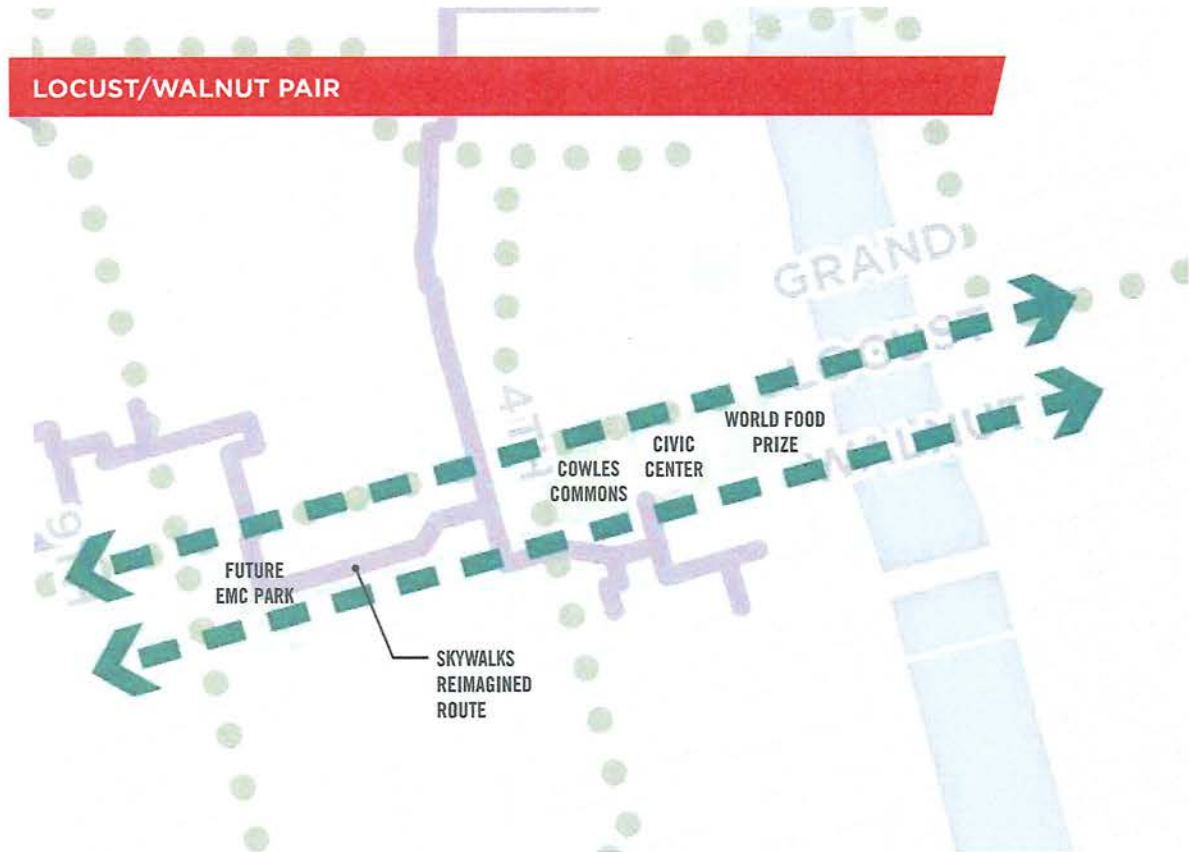 LOCUST/WALNUT PAIR
GRAND
LOCUST
WALNUT
4TH
WORLD FOOD
PRIZE
CIVIC
CENTER
COWLES
COMMONS
9TH
FUTURE
EMC PARK
SKYWALKS
REIMAGINED
ROUTE